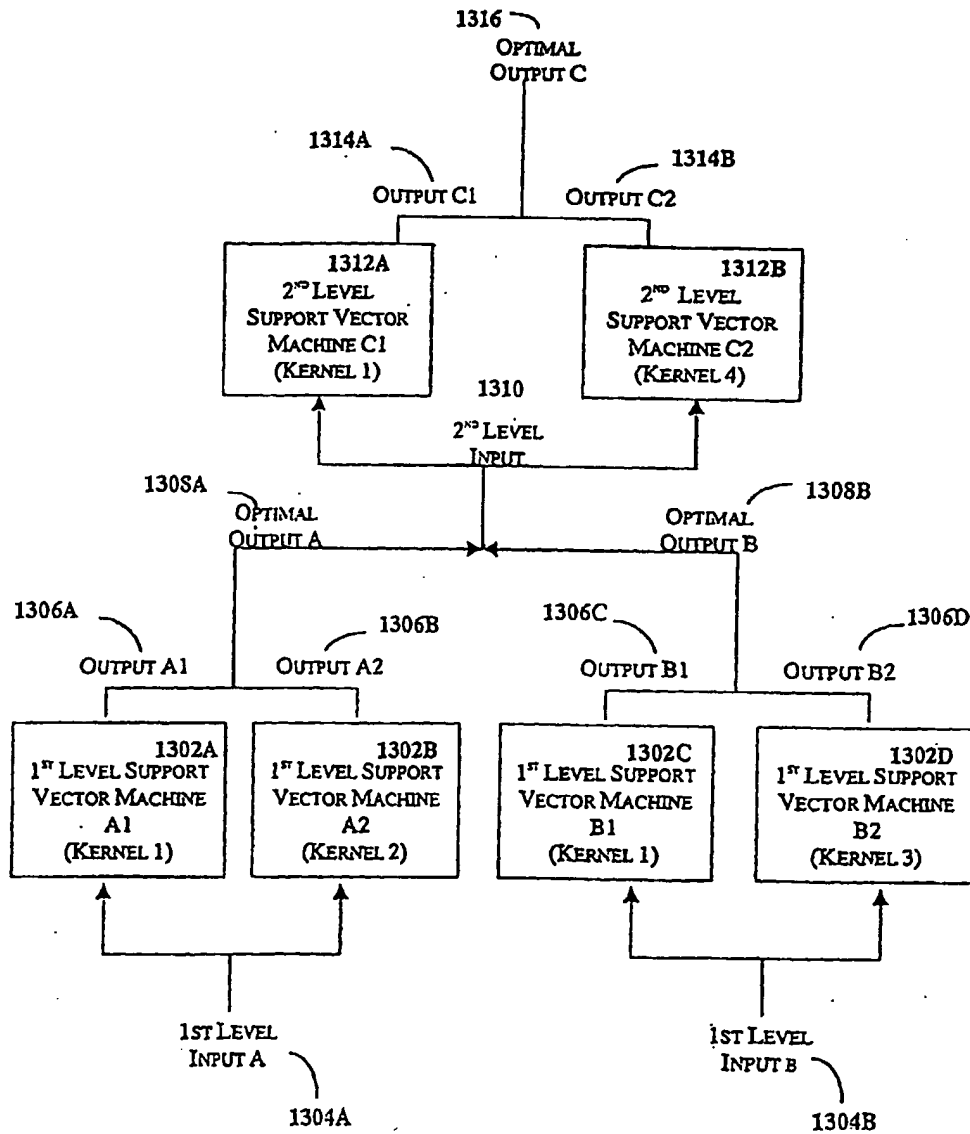 1316
OPTIMAL
OUTPUT C
1314A
1314B
OUTPUT C1
OUTPUT C2
1312A
2ND LEVEL
SUPPORT VECTOR
MACHINE C1
(KERNEL 1)
1312B
2ND LEVEL
SUPPORT VECTOR
MACHINE C2
(KERNEL 4)
1310
2ND LEVEL
INPUT
1308A
OPTIMAL
OUTPUT A
1308B
OPTIMAL
OUTPUT B
1306A
1306B
1306C
1306D
OUTPUT A1
OUTPUT A2
OUTPUT B1
OUTPUT B2
1302A
1ST LEVEL SUPPORT
VECTOR MACHINE
A1
(KERNEL 1)
1302B
1ST LEVEL SUPPORT
VECTOR MACHINE
A2
(KERNEL 2)
1302C
1ST LEVEL SUPPORT
VECTOR MACHINE
B1
(KERNEL 1)
1302D
1ST LEVEL SUPPORT
VECTOR MACHINE
B2
(KERNEL 3)
1ST LEVEL
INPUT A
1304A
1ST LEVEL
INPUT B
1304B